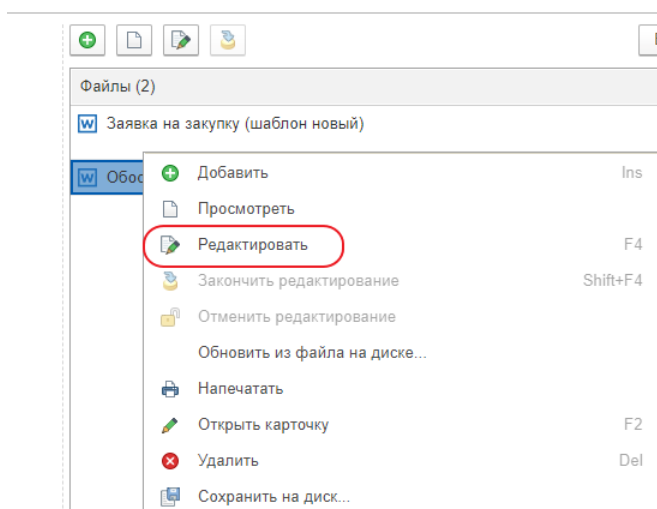 Файлы (2)
Заявка на закупку (шаблон новый)
Добавить Ins
Просмотреть
Редактировать F4
Закончить редактирование Shift+F4
Отменить редактирование
Обновить из файла на диске...
Напечатать
Открыть карточку F2
Удалить Del
Сохранить на диск...